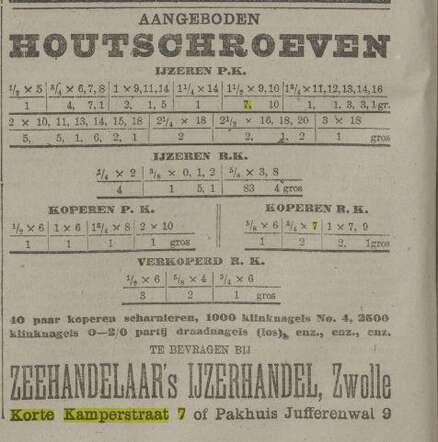 AANGEBODEN
HOUTSCHROEVEN
IJZEREN P.K.
1/2 × 5 | 3/4 × 6, 7, 8 | 1 × 9, 11, 14 | 1 1/4 × 14 | 1 1/2 × 9, 10 | 1 3/4 × 11, 12, 13, 14, 16
1 | 4, 7, 1 | 2, 1, 5 | 1 | 7, 10 | 1, 1, 3, 3, 1 gr.
2 × 10, 11, 13, 14, 15, 18 | 2 1/4 × 18 | 2 1/2 × 16, 18, 20 | 3 × 18
5, 5, 1, 6, 2, 1 | 2 | 2, 1, 2 | 1 gros
IJZEREN R.K.
3/4 × 2 | 3/8 × 0, 1, 2 | 5/8 × 3, 8
4 | 1 5, 1 | 83 4 gros
KOPEREN P. K.
1/2 × 6 | 1 × 6 | 1 3/4 × 8 | 2 × 10
1 | 1 | 1 | 1 gros
KOPEREN R. K.
5/8 × 6 | 3/4 × 7 | 1 × 7, 9
1 | 2 | 2, 1 gros
VERKOPERD R. K.
1/2 × 6 | 5/8 × 4 | 3/4 × 6
3 | 2 | 1 gros
40 paar koperen scharnieren, 1000 klinknagels No. 4, 2500
klinknagels 0—2/0 partij draadnagels (los), enz., enz., enz.
TE BEVRAGEN BIJ
ZEEHANDELAAR's IJZERHANDEL, Zwolle
Korte Kamperstraat 7 of Pakhuis Jufferenwal 9